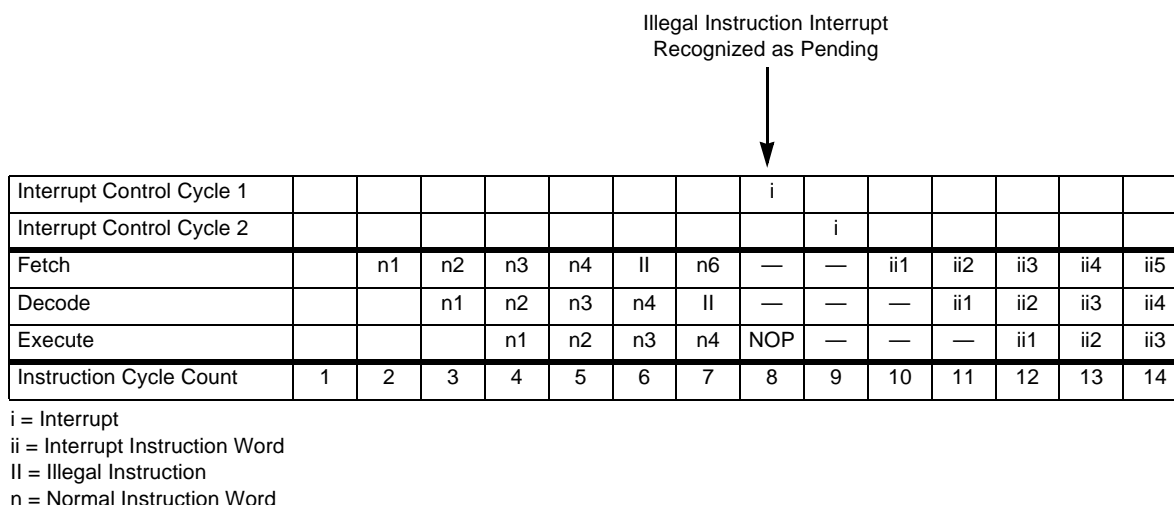 Illegal Instruction Interrupt
Recognized as Pending
Interrupt Control Cycle 1 i
Interrupt Control Cycle 2 i
Fetch n1 n2 n3 n4 II n6 — — ii1 ii2 ii3 ii4 ii5
Decode n1 n2 n3 n4 II — — — ii1 ii2 ii3 ii4
Execute n1 n2 n3 n4 NOP — — — ii1 ii2 ii3
Instruction Cycle Count 1 2 3 4 5 6 7 8 9 10 11 12 13 14
i = Interrupt
ii = Interrupt Instruction Word
II = Illegal Instruction
n = Normal Instruction Word